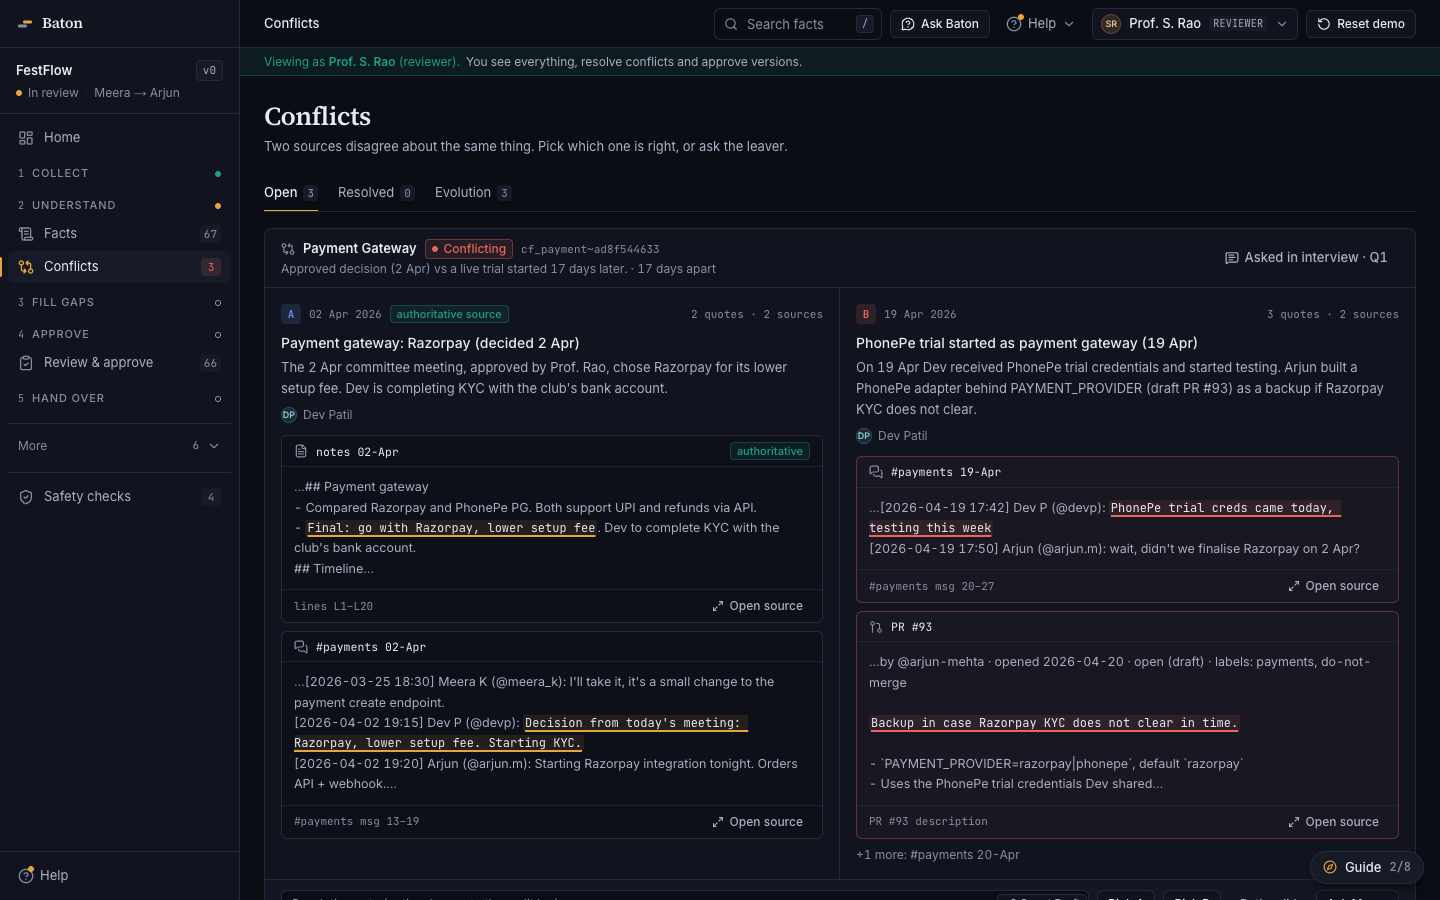 Baton
FestFlow
v0
In review · Meera → Arjun
Home
1 COLLECT
2 UNDERSTAND
Facts 67
Conflicts 3
3 FILL GAPS
4 APPROVE
Review & approve 66
5 HAND OVER
More 6
Safety checks 4
Help
Conflicts
Search facts /
Ask Baton
Help
SR Prof. S. Rao REVIEWER
Reset demo
Viewing as Prof. S. Rao (reviewer). You see everything, resolve conflicts and approve versions.
Conflicts
Two sources disagree about the same thing. Pick which one is right, or ask the leaver.
Open 3 Resolved 0 Evolution 3
Payment Gateway Conflicting cf_payment~ad8f544633
Approved decision (2 Apr) vs a live trial started 17 days later. · 17 days apart
Asked in interview · Q1
A 02 Apr 2026 authoritative source 2 quotes · 2 sources
Payment gateway: Razorpay (decided 2 Apr)
The 2 Apr committee meeting, approved by Prof. Rao, chose Razorpay for its lower
setup fee. Dev is completing KYC with the club's bank account.
DP Dev Patil
notes 02-Apr authoritative
...## Payment gateway
- Compared Razorpay and PhonePe PG. Both support UPI and refunds via API.
- Final: go with Razorpay, lower setup fee. Dev to complete KYC with the
club's bank account.
## Timeline...
lines L1–L20 Open source
#payments 02-Apr
...[2026-03-25 18:30] Meera K (@meera_k): I'll take it, it's a small change to the
payment create endpoint.
[2026-04-02 19:15] Dev P (@devp): Decision from today's meeting:
Razorpay, lower setup fee. Starting KYC.
[2026-04-02 19:20] Arjun (@arjun.m): Starting Razorpay integration tonight. Orders
API + webhook....
#payments msg 13–19 Open source
B 19 Apr 2026 3 quotes · 2 sources
PhonePe trial started as payment gateway (19 Apr)
On 19 Apr Dev received PhonePe trial credentials and started testing. Arjun built a
PhonePe adapter behind PAYMENT_PROVIDER (draft PR #93) as a backup if Razorpay
KYC does not clear.
DP Dev Patil
#payments 19-Apr
...[2026-04-19 17:42] Dev P (@devp): PhonePe trial creds came today,
testing this week
[2026-04-19 17:50] Arjun (@arjun.m): wait, didn't we finalise Razorpay on 2 Apr?
#payments msg 20–27 Open source
PR #93
...by @arjun-mehta · opened 2026-04-20 · open (draft) · labels: payments, do-not-
merge
Backup in case Razorpay KYC does not clear in time.
- `PAYMENT_PROVIDER=razorpay|phonepe`, default `razorpay`
- Uses the PhonePe trial credentials Dev shared...
PR #93 description Open source
+1 more: #payments 20-Apr
Guide 2/8